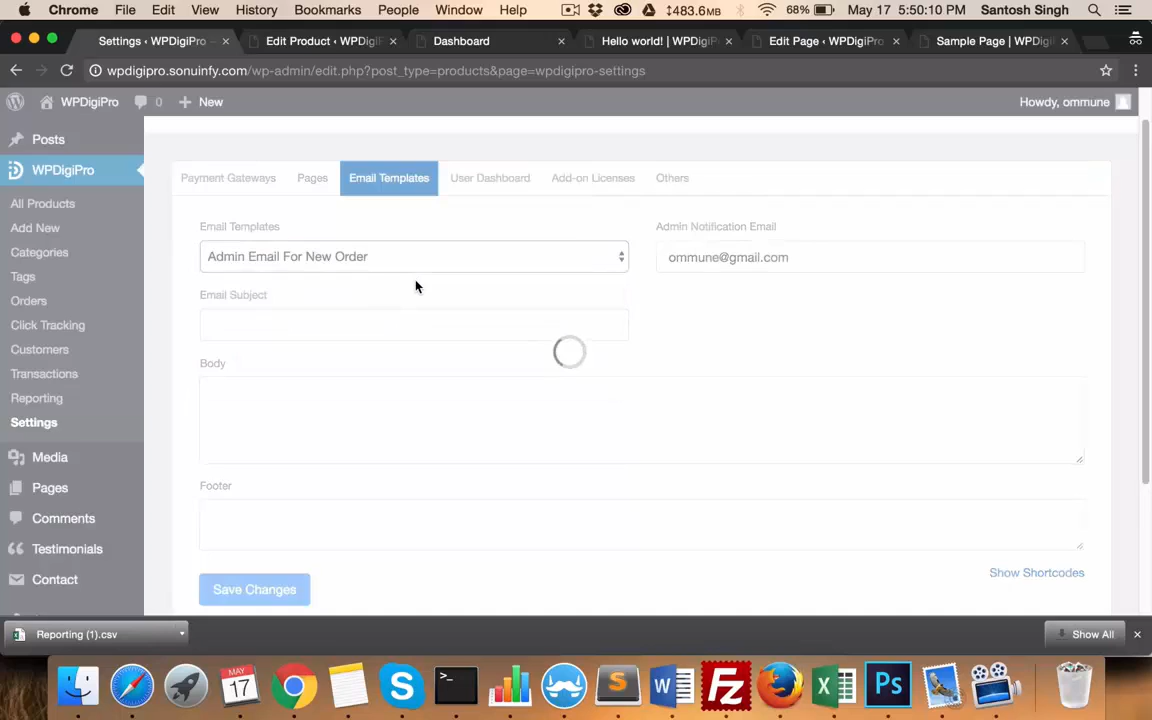 Chrome File Edit View History Bookmarks People Window Help 483.6MB 68% May 17 5:50:10 PM Santosh Singh
Settings ‹ WPDigiPro — Edit Product ‹ WPDigiF Dashboard Hello world! | WPDigiPr Edit Page ‹ WPDigiPro Sample Page | WPDigi
wpdigipro.sonuinfy.com/wp-admin/edit.php?post_type=products&page=wpdigipro-settings
WPDigiPro 0 New Howdy, ommune
Posts
WPDigiPro
All Products
Add New
Categories
Tags
Orders
Click Tracking
Customers
Transactions
Reporting
Settings
Media
Pages
Comments
Testimonials
Contact
Payment Gateways Pages Email Templates User Dashboard Add-on Licenses Others
Email Templates Admin Notification Email
Admin Email For New Order ommune@gmail.com
Email Subject
Body
Footer
Show Shortcodes
Save Changes
Reporting (1).csv Show All
MAY
17